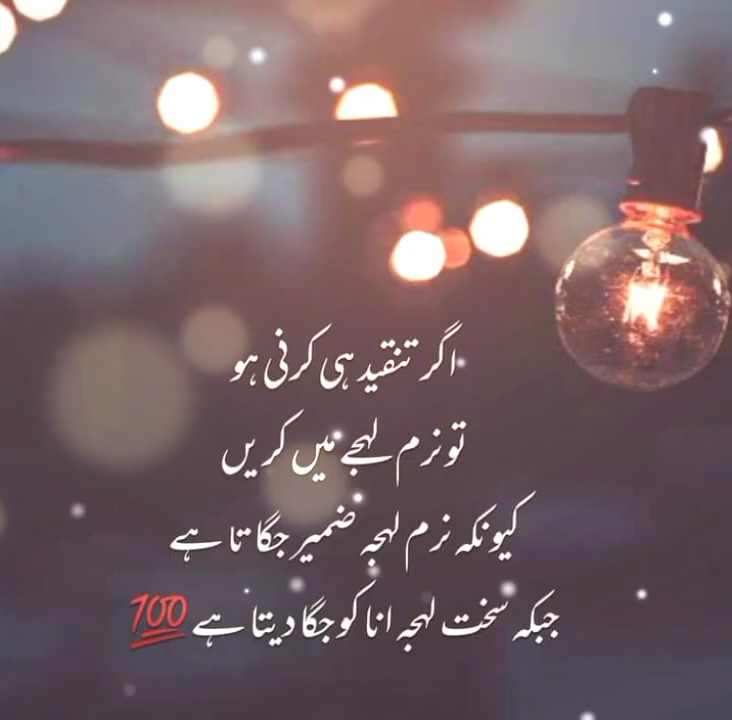 اگر تنقید ہی کرنی ہو
تو نرم لہجے میں کریں
کیونکہ نرم لہجہ ضمیر جگاتا ہے
جبکہ سخت لہجہ انا کو جگا دیتا ہے 💯